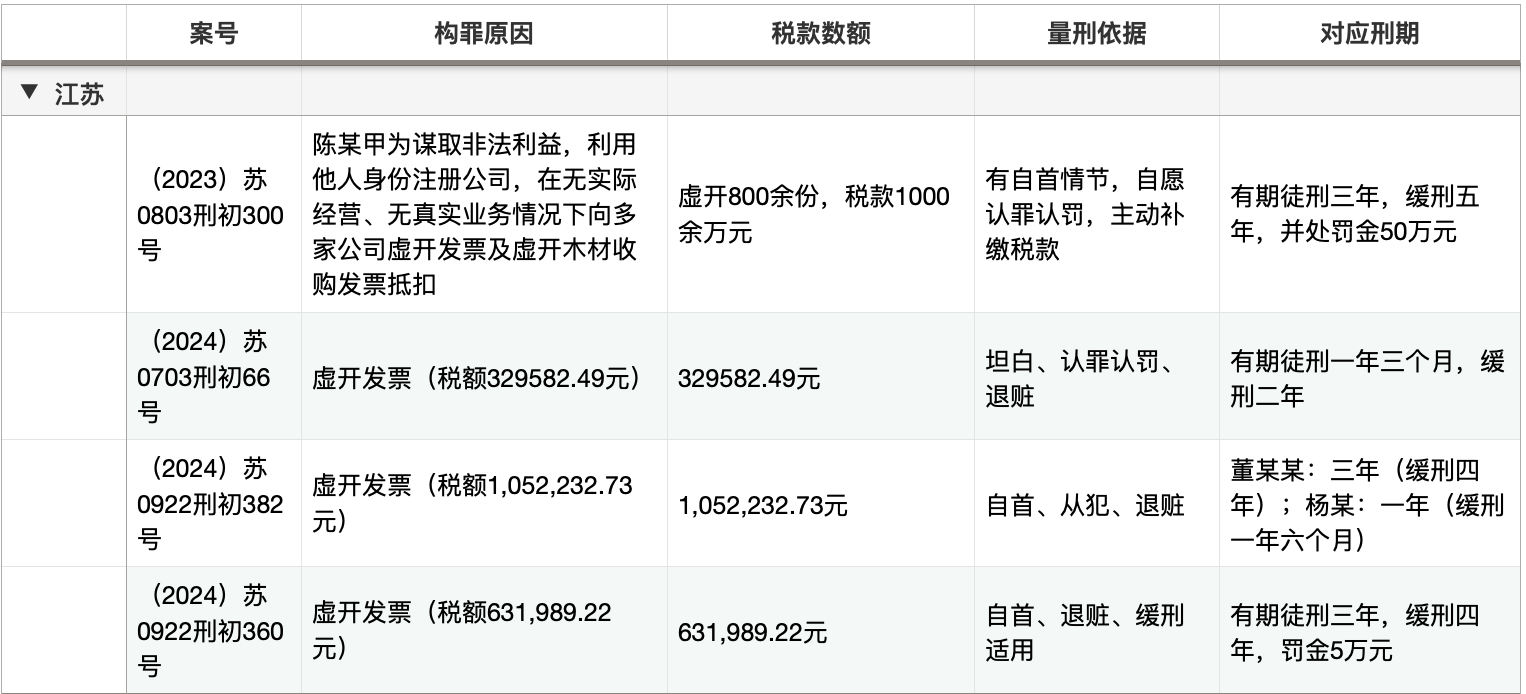 案号
构罪原因
税款数额
量刑依据
对应刑期
▼ 江苏
（2023）苏
0803刑初300
号
陈某甲为谋取非法利益，利用
他人身份注册公司，在无实际
经营、无真实业务情况下向多
家公司虚开发票及虚开木材收
购发票抵扣
虚开800余份，税款1000
余万元
有自首情节，自愿
认罪认罚，主动补
缴税款
有期徒刑三年，缓刑五
年，并处罚金50万元
（2024）苏
0703刑初66
号
虚开发票（税额329582.49元）
329582.49元
坦白、认罪认罚、
退赃
有期徒刑一年三个月，缓
刑二年
（2024）苏
0922刑初382
号
虚开发票（税额1,052,232.73
元）
1,052,232.73元
自首、从犯、退赃
董某某：三年（缓刑四
年）；杨某：一年（缓刑
一年六个月）
（2024）苏
0922刑初360
号
虚开发票（税额631,989.22
元）
631,989.22元
自首、退赃、缓刑
适用
有期徒刑三年，缓刑四
年，罚金5万元